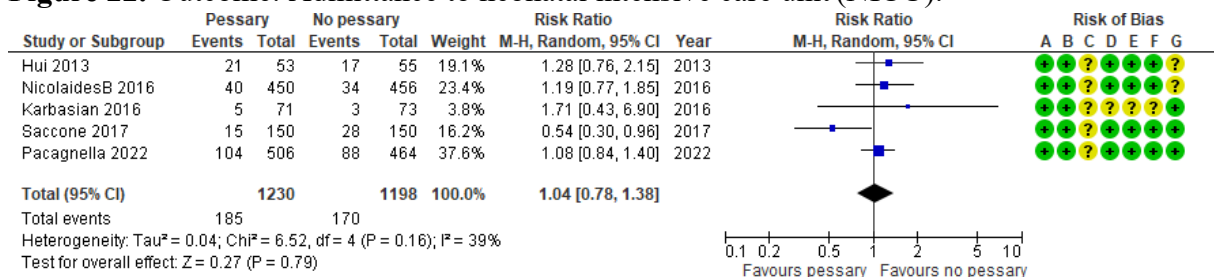 Figure 22: Outcome: Admittance to neonatal intensive care unit (NICU).
Pessary No pessary Risk Ratio Risk Ratio Risk of Bias
Study or Subgroup Events Total Events Total Weight M-H, Random, 95% CI Year M-H, Random, 95% CI A B C D E F G
Hui 2013 21 53 17 55 19.1% 1.28 [0.76, 2.15] 2013 + + ? + + + ?
NicolaidesB 2016 40 450 34 456 23.4% 1.19 [0.77, 1.85] 2016 + + ? + + + ?
Karbasian 2016 5 71 3 73 3.8% 1.71 [0.43, 6.90] 2016 + + ? ? ? ? +
Saccone 2017 15 150 28 150 16.2% 0.54 [0.30, 0.96] 2017 + + ? + + + +
Pacagnella 2022 104 506 88 464 37.6% 1.08 [0.84, 1.40] 2022 + + ? + + + +
Total (95% CI) 1230 1198 100.0% 1.04 [0.78, 1.38]
Total events 185 170
Heterogeneity: Tau² = 0.04; Chi² = 6.52, df = 4 (P = 0.16); I² = 39%
Test for overall effect: Z = 0.27 (P = 0.79)
0.1 0.2 0.5 1 2 5 10
Favours pessary Favours no pessary